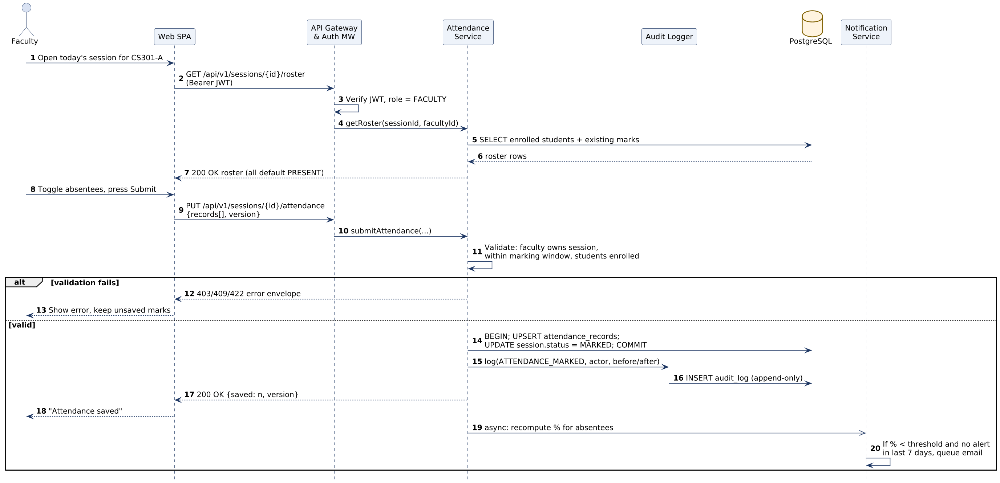 Faculty
Web SPA
API Gateway
& Auth MW
Attendance
Service
Audit Logger
PostgreSQL
Notification
Service
1 Open today's session for CS301-A
2 GET /api/v1/sessions/{id}/roster
(Bearer JWT)
3 Verify JWT, role = FACULTY
4 getRoster(sessionId, facultyId)
5 SELECT enrolled students + existing marks
6 roster rows
7 200 OK roster (all default PRESENT)
8 Toggle absentees, press Submit
9 PUT /api/v1/sessions/{id}/attendance
{records[], version}
10 submitAttendance(...)
11 Validate: faculty owns session,
within marking window, students enrolled
alt [validation fails]
12 403/409/422 error envelope
13 Show error, keep unsaved marks
[valid]
14 BEGIN; UPSERT attendance_records;
UPDATE session.status = MARKED; COMMIT
15 log(ATTENDANCE_MARKED, actor, before/after)
16 INSERT audit_log (append-only)
17 200 OK {saved: n, version}
18 "Attendance saved"
19 async: recompute % for absentees
20 If % < threshold and no alert
in last 7 days, queue email